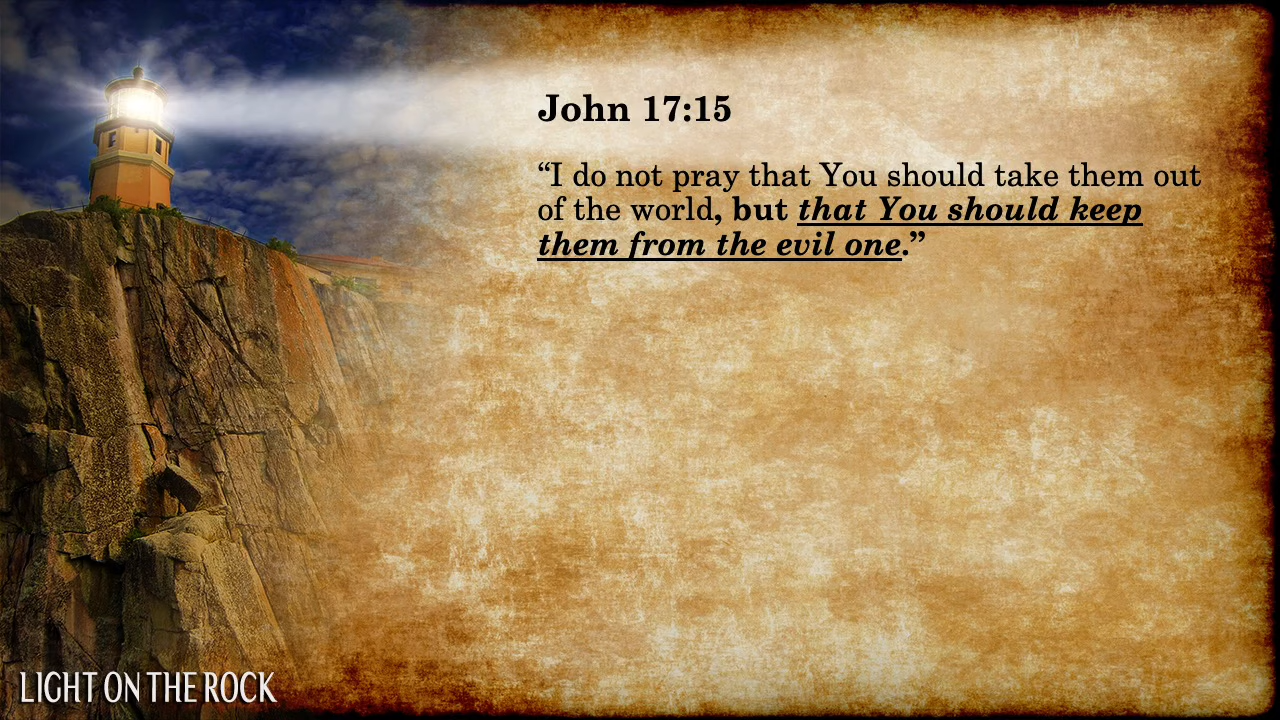 John 17:15
“I do not pray that You should take them out
of the world, but that You should keep
them from the evil one.”
LIGHT ON THE ROCK